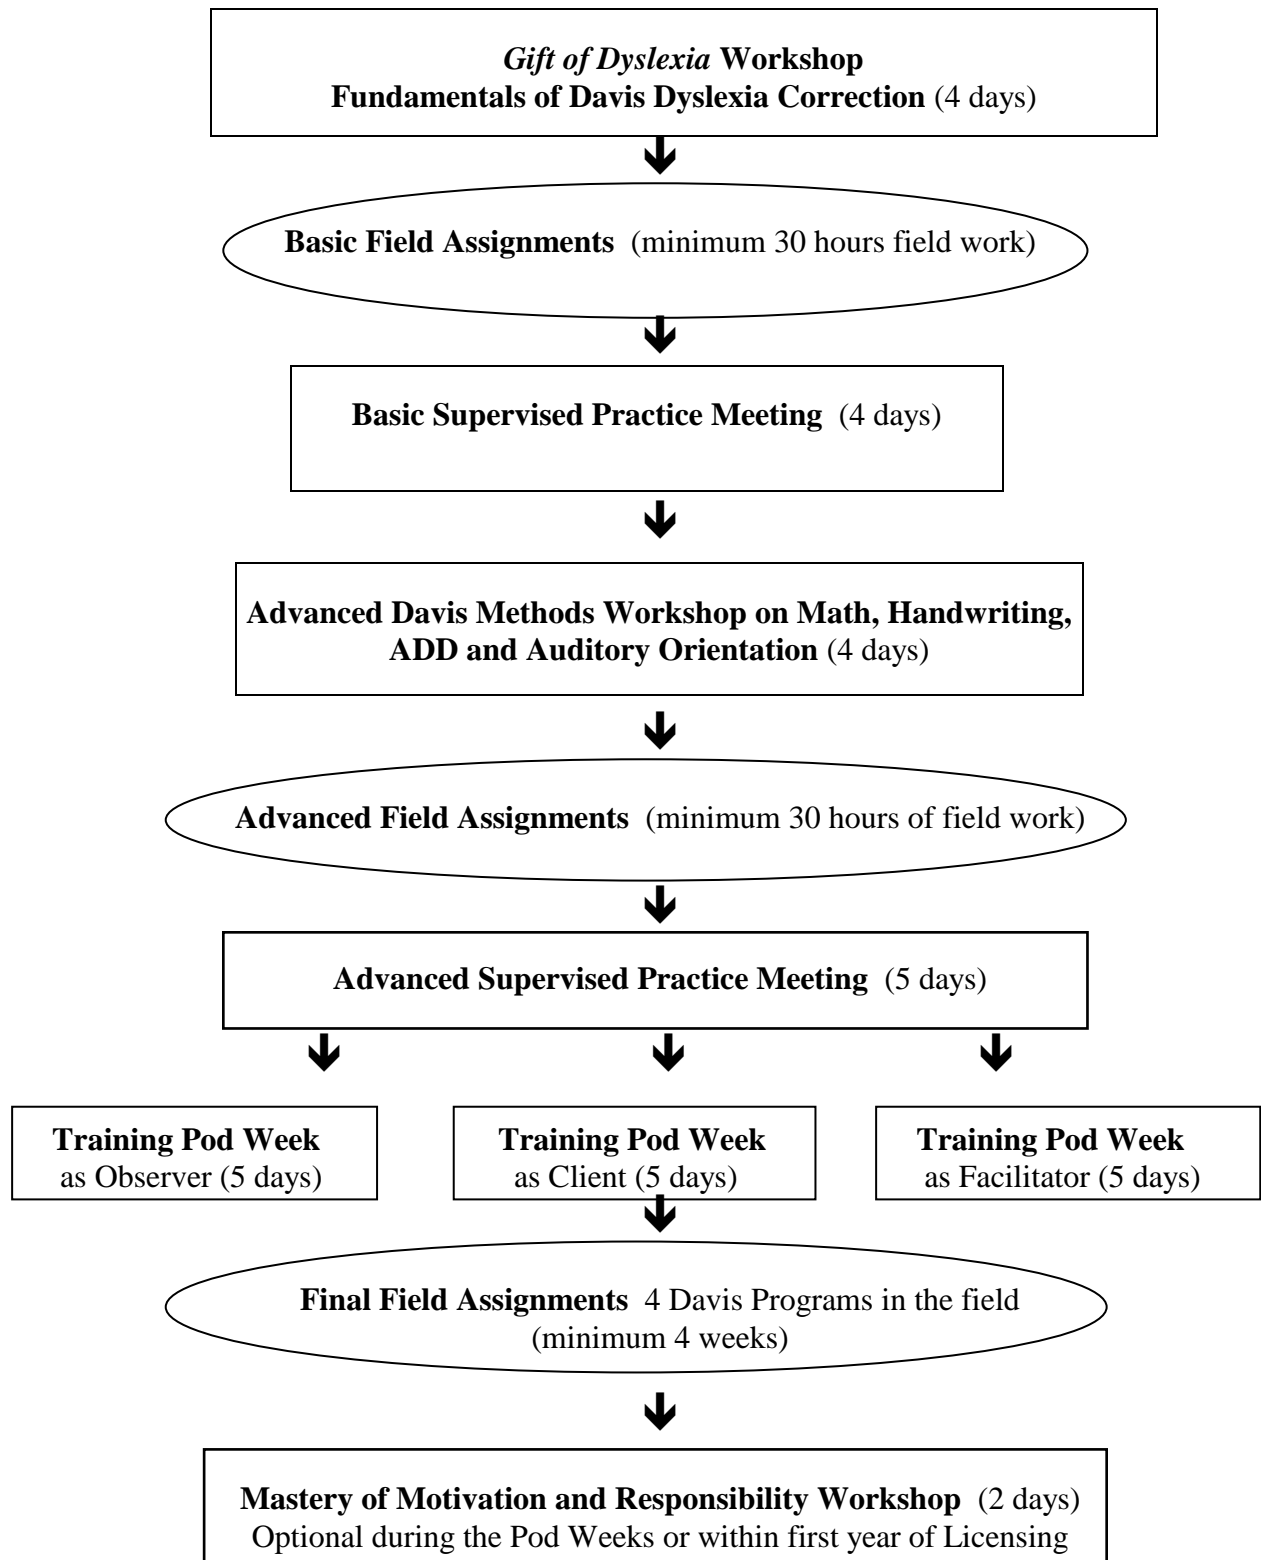 Gift of Dyslexia Workshop
Fundamentals of Davis Dyslexia Correction (4 days)
Basic Field Assignments (minimum 30 hours field work)
Basic Supervised Practice Meeting (4 days)
Advanced Davis Methods Workshop on Math, Handwriting,
ADD and Auditory Orientation (4 days)
Advanced Field Assignments (minimum 30 hours of field work)
Advanced Supervised Practice Meeting (5 days)
Training Pod Week
as Observer (5 days)
Training Pod Week
as Client (5 days)
Training Pod Week
as Facilitator (5 days)
Final Field Assignments 4 Davis Programs in the field
(minimum 4 weeks)
Mastery of Motivation and Responsibility Workshop (2 days)
Optional during the Pod Weeks or within first year of Licensing